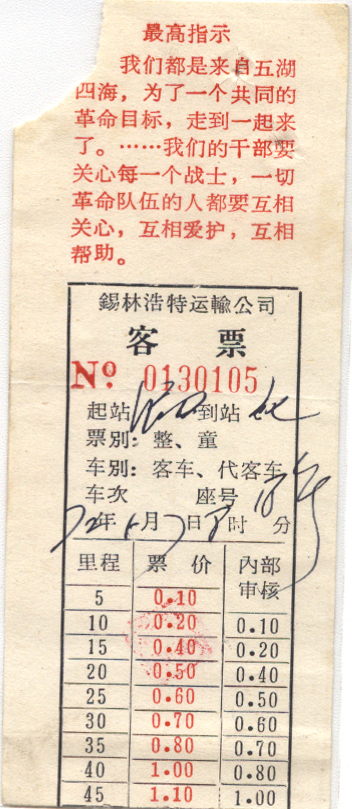 最高指示
我们都是来自五湖
四海，为了一个共同的
革命目标，走到一起来
了。……我们的干部要
关心每一个战士，一切
革命队伍的人都要互相
关心，互相爱护，互相
帮助。
錫林浩特运輸公司
客票
Nº 0130105
起站 到站
票別：整、童
车別：客车、代客车
车次 座号
72年 月 日 时 分
里程 票价 內部审核
5 0.10
10 0.20 0.10
15 0.40 0.20
20 0.50 0.40
25 0.60 0.50
30 0.70 0.60
35 0.80 0.70
40 1.00 0.80
45 1.10 1.00